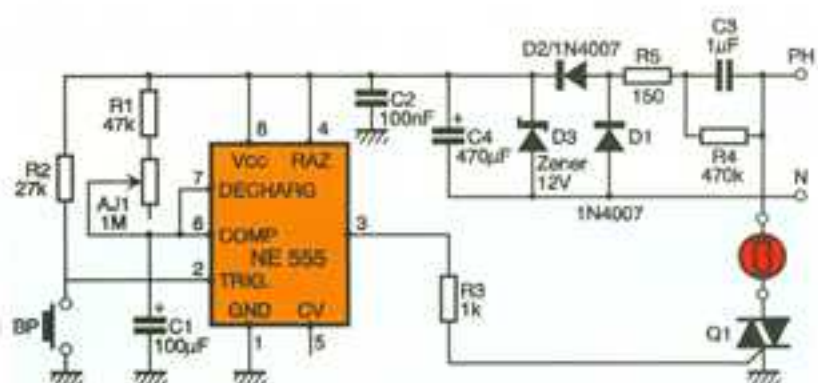 C3
1µF
PH
D2/1N4007
R5
150
R1
47k
C2
100nF
C4
470µF
D3
Zener
12V
D1
R4
470k
N
1N4007
R2
27k
8
4
Vcc
RAZ
7
DECHARG
AJ1
1M
6
COMP
3
NE 555
2
TRIG.
GND
CV
R3
1k
BP
C1
100µF
1
5
Q1
+
+